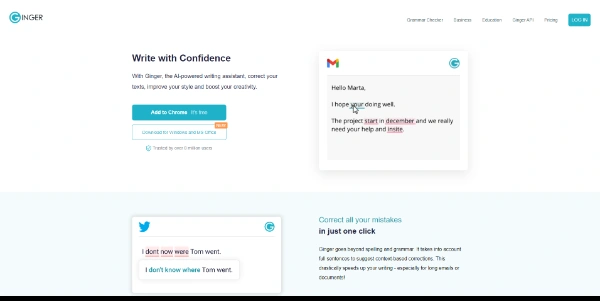 GINGER
Grammar Checker Business Education Ginger API Pricing LOG IN
Write with Confidence
With Ginger, the AI-powered writing assistant, correct your
texts, improve your style and boost your creativity.
Add to Chrome It's free
Download for Windows and MS Office
Trusted by over 8 million users
Hello Marta,
I hope your doing well.
The project start in december and we really
need your help and insite.
I dont now were Tom went.
I don't know where Tom went.
Correct all your mistakes
in just one click
Ginger goes beyond spelling and grammar. It takes into account
full sentences to suggest context-based corrections. This
drastically speeds up your writing - especially for long emails or
documents!